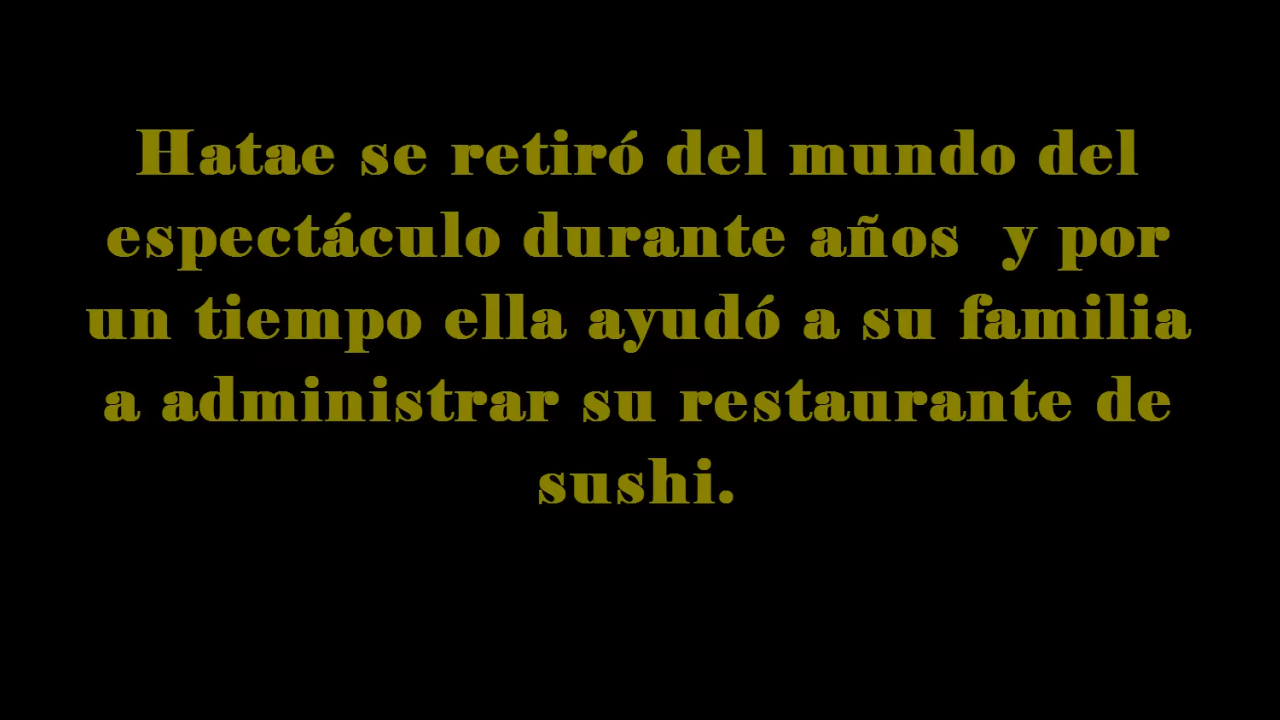 Hatae se retiró del mundo del
espectáculo durante años  y por
un tiempo ella ayudó a su familia
a administrar su restaurante de
sushi.